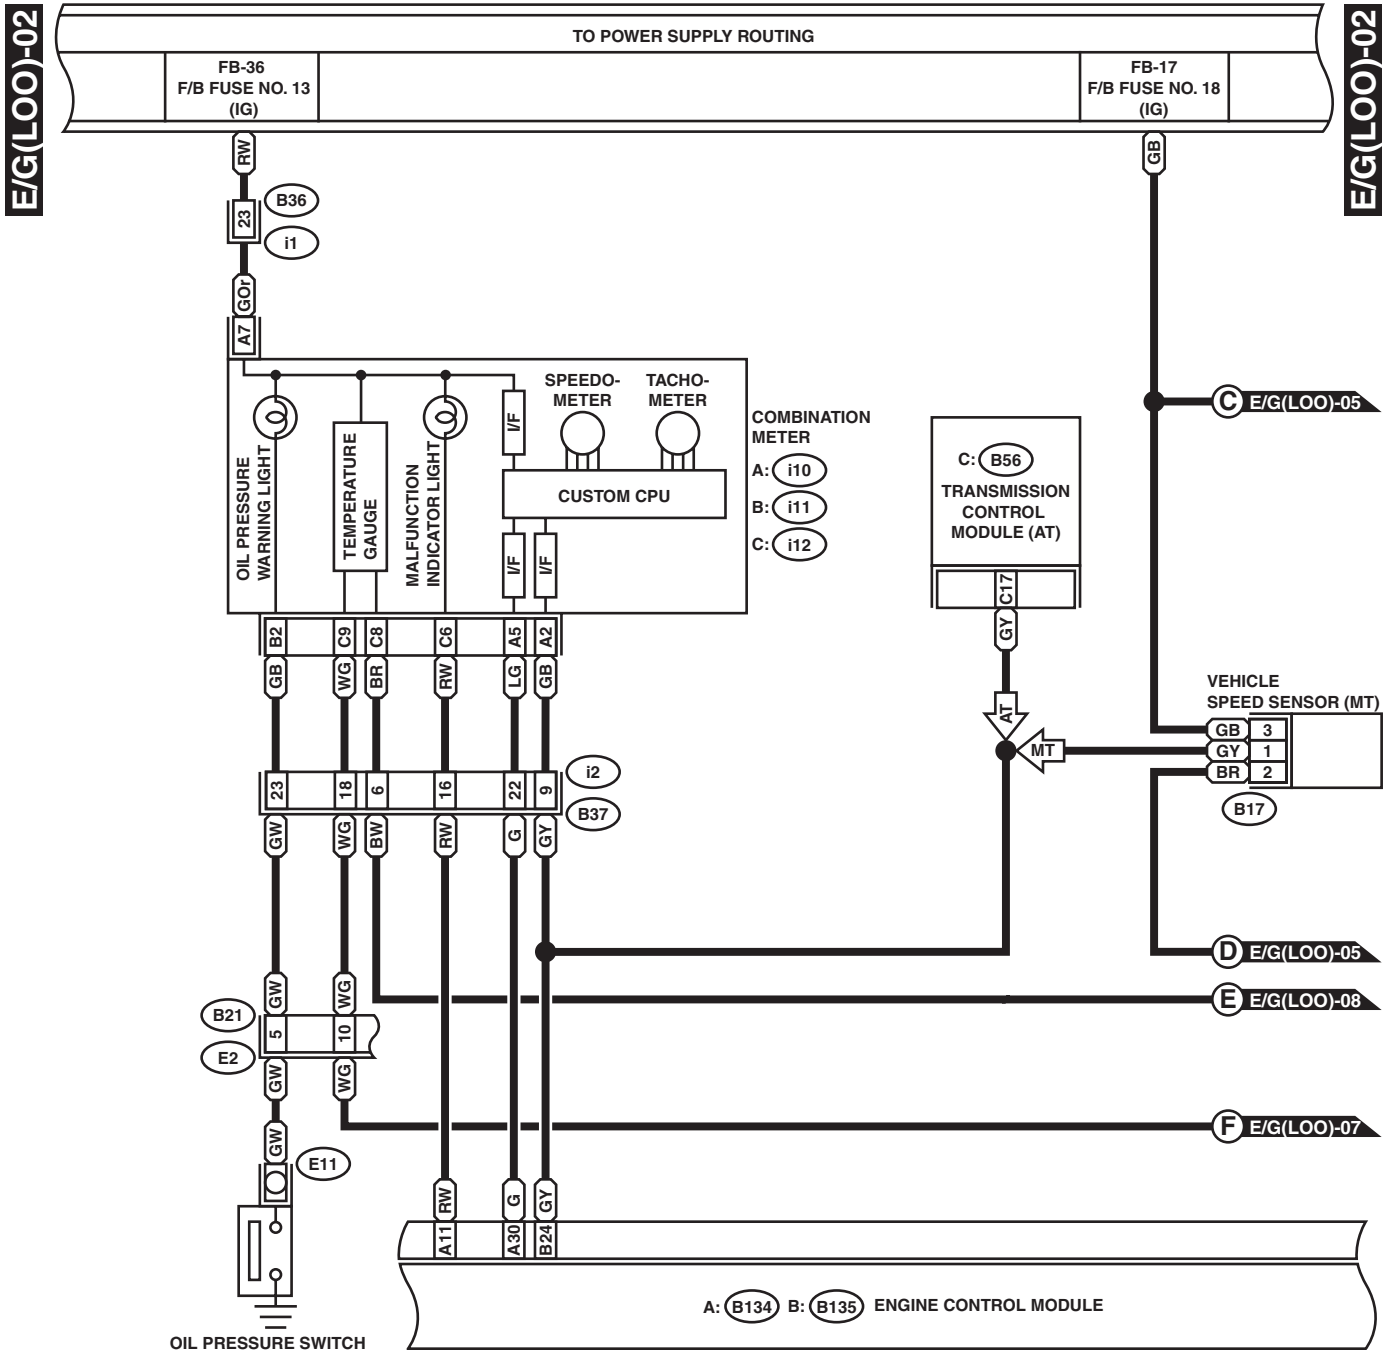 E/G(LOO)-02
E/G(LOO)-02
TO POWER SUPPLY ROUTING
FB-36
F/B FUSE NO. 13
(IG)
FB-17
F/B FUSE NO. 18
(IG)
RW
GB
23
B36
i1
GOr
A7
C
E/G(LOO)-05
OIL PRESSURE
WARNING LIGHT
TEMPERATURE
GAUGE
MALFUNCTION
INDICATOR LIGHT
I/F
SPEEDO-
METER
TACHO-
METER
CUSTOM CPU
I/F
I/F
COMBINATION
METER
A: i10
B: i11
C: i12
C: B56
TRANSMISSION
CONTROL
MODULE (AT)
C17
GY
AT
MT
B2
C9
C8
C6
A5
A2
GB
WG
BR
RW
LG
GB
VEHICLE
SPEED SENSOR (MT)
GB 3
GY 1
BR 2
B17
23
18
6
16
22
9
i2
B37
GW
WG
BW
RW
G
GY
D
E/G(LOO)-05
E
E/G(LOO)-08
GW
WG
B21
5
10
E2
GW
WG
F
E/G(LOO)-07
GW
E11
RW
G
GY
A11
A30
B24
A: B134 B: B135 ENGINE CONTROL MODULE
OIL PRESSURE SWITCH